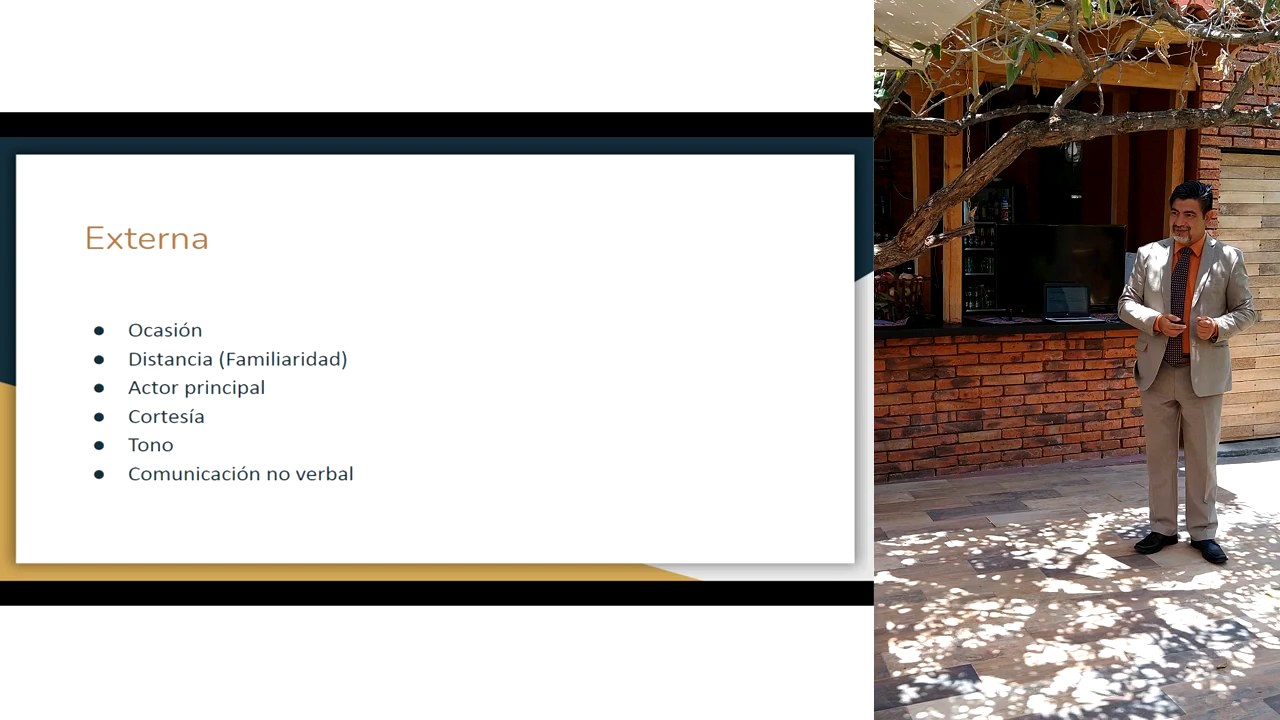 Externa
● Ocasión
● Distancia (Familiaridad)
● Actor principal
● Cortesía
● Tono
● Comunicación no verbal